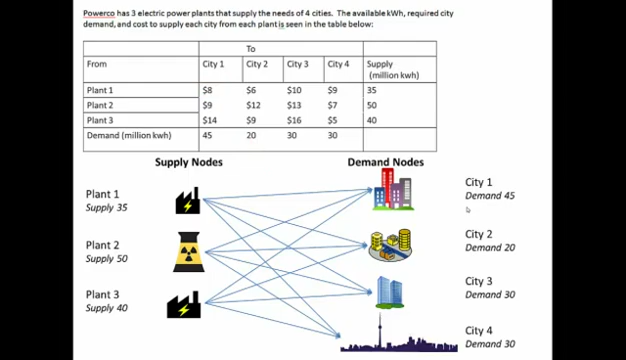 Powerco has 3 electric power plants that supply the needs of 4 cities. The available kWh, required city
demand, and cost to supply each city from each plant is seen in the table below:
To
From City 1 City 2 City 3 City 4 Supply
(million kwh)
Plant 1 $8 $6 $10 $9 35
Plant 2 $9 $12 $13 $7 50
Plant 3 $14 $9 $16 $5 40
Demand (million kwh) 45 20 30 30
Supply Nodes Demand Nodes
Plant 1
Supply 35
Plant 2
Supply 50
Plant 3
Supply 40
City 1
Demand 45
City 2
Demand 20
City 3
Demand 30
City 4
Demand 30